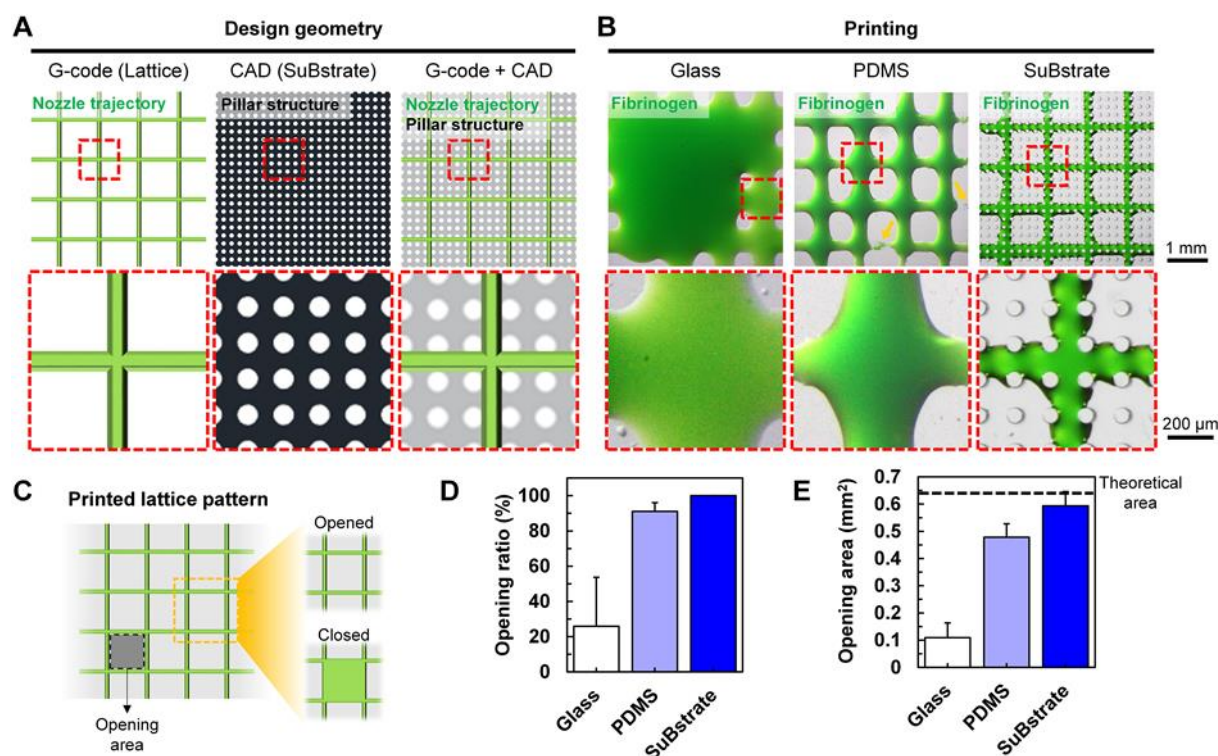 A
Design geometry
G-code (Lattice)
CAD (SuBstrate)
G-code + CAD
Nozzle trajectory
Pillar structure
Nozzle trajectory
Pillar structure
B
Printing
Glass
PDMS
SuBstrate
Fibrinogen
Fibrinogen
Fibrinogen
1 mm
200 µm
C
Printed lattice pattern
Opened
Closed
Opening
area
D
Opening ratio (%)
100
80
60
40
20
0
Glass
PDMS
SuBstrate
E
Opening area (mm²)
0.7
0.6
0.5
0.4
0.3
0.2
0.1
0
Theoretical
area
Glass
PDMS
SuBstrate